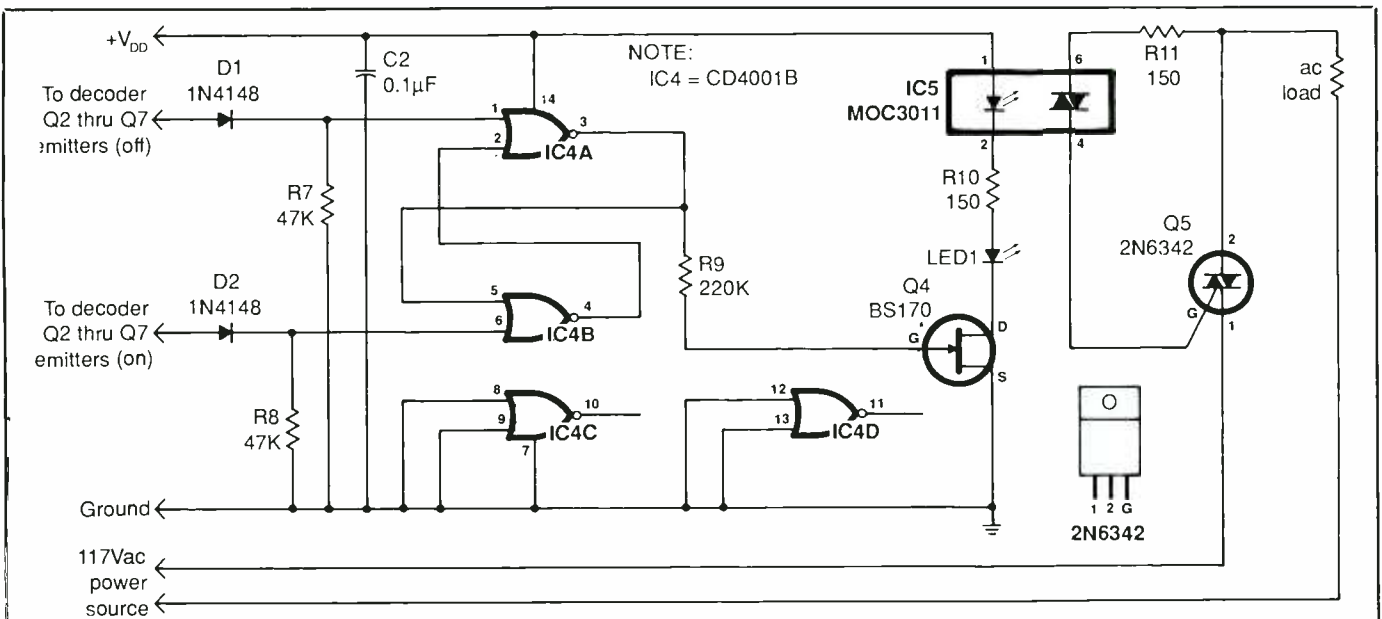 +VDD
C2
0.1µF
NOTE:
IC4 = CD4001B
D1
1N4148
To decoder
Q2 thru Q7
emitters (off)
R7
47K
14
1
2
3
IC4A
1
2
6
4
IC5
MOC3011
R11
150
ac
load
R10
150
LED1
Q5
2N6342
2
G
1
D2
1N4148
To decoder
Q2 thru Q7
emitters (on)
R8
47K
5
6
4
IC4B
R9
220K
Q4
BS170
G
D
S
8
9
10
7
IC4C
12
13
11
IC4D
1 2 G
2N6342
Ground
117Vac
power
source